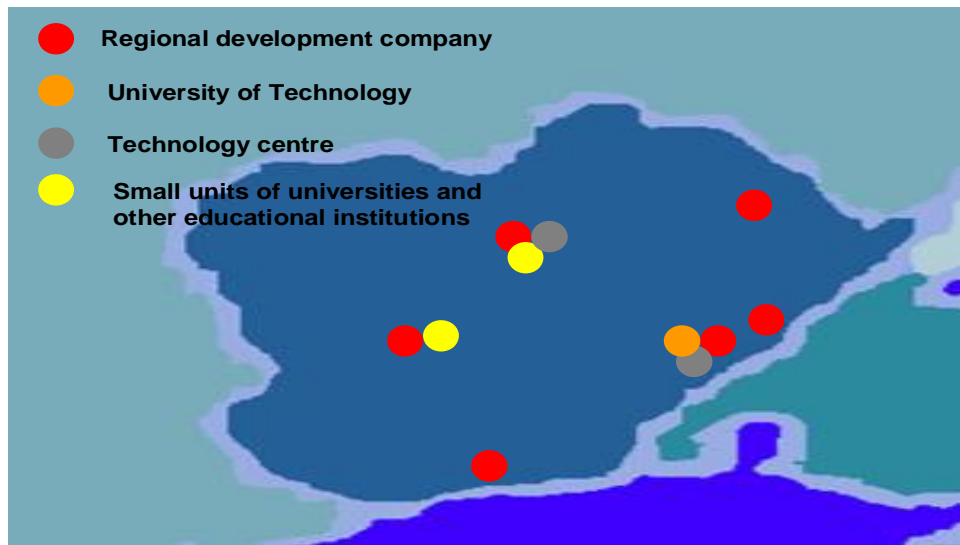 Regional development company
University of Technology
Technology centre
Small units of universities and
other educational institutions